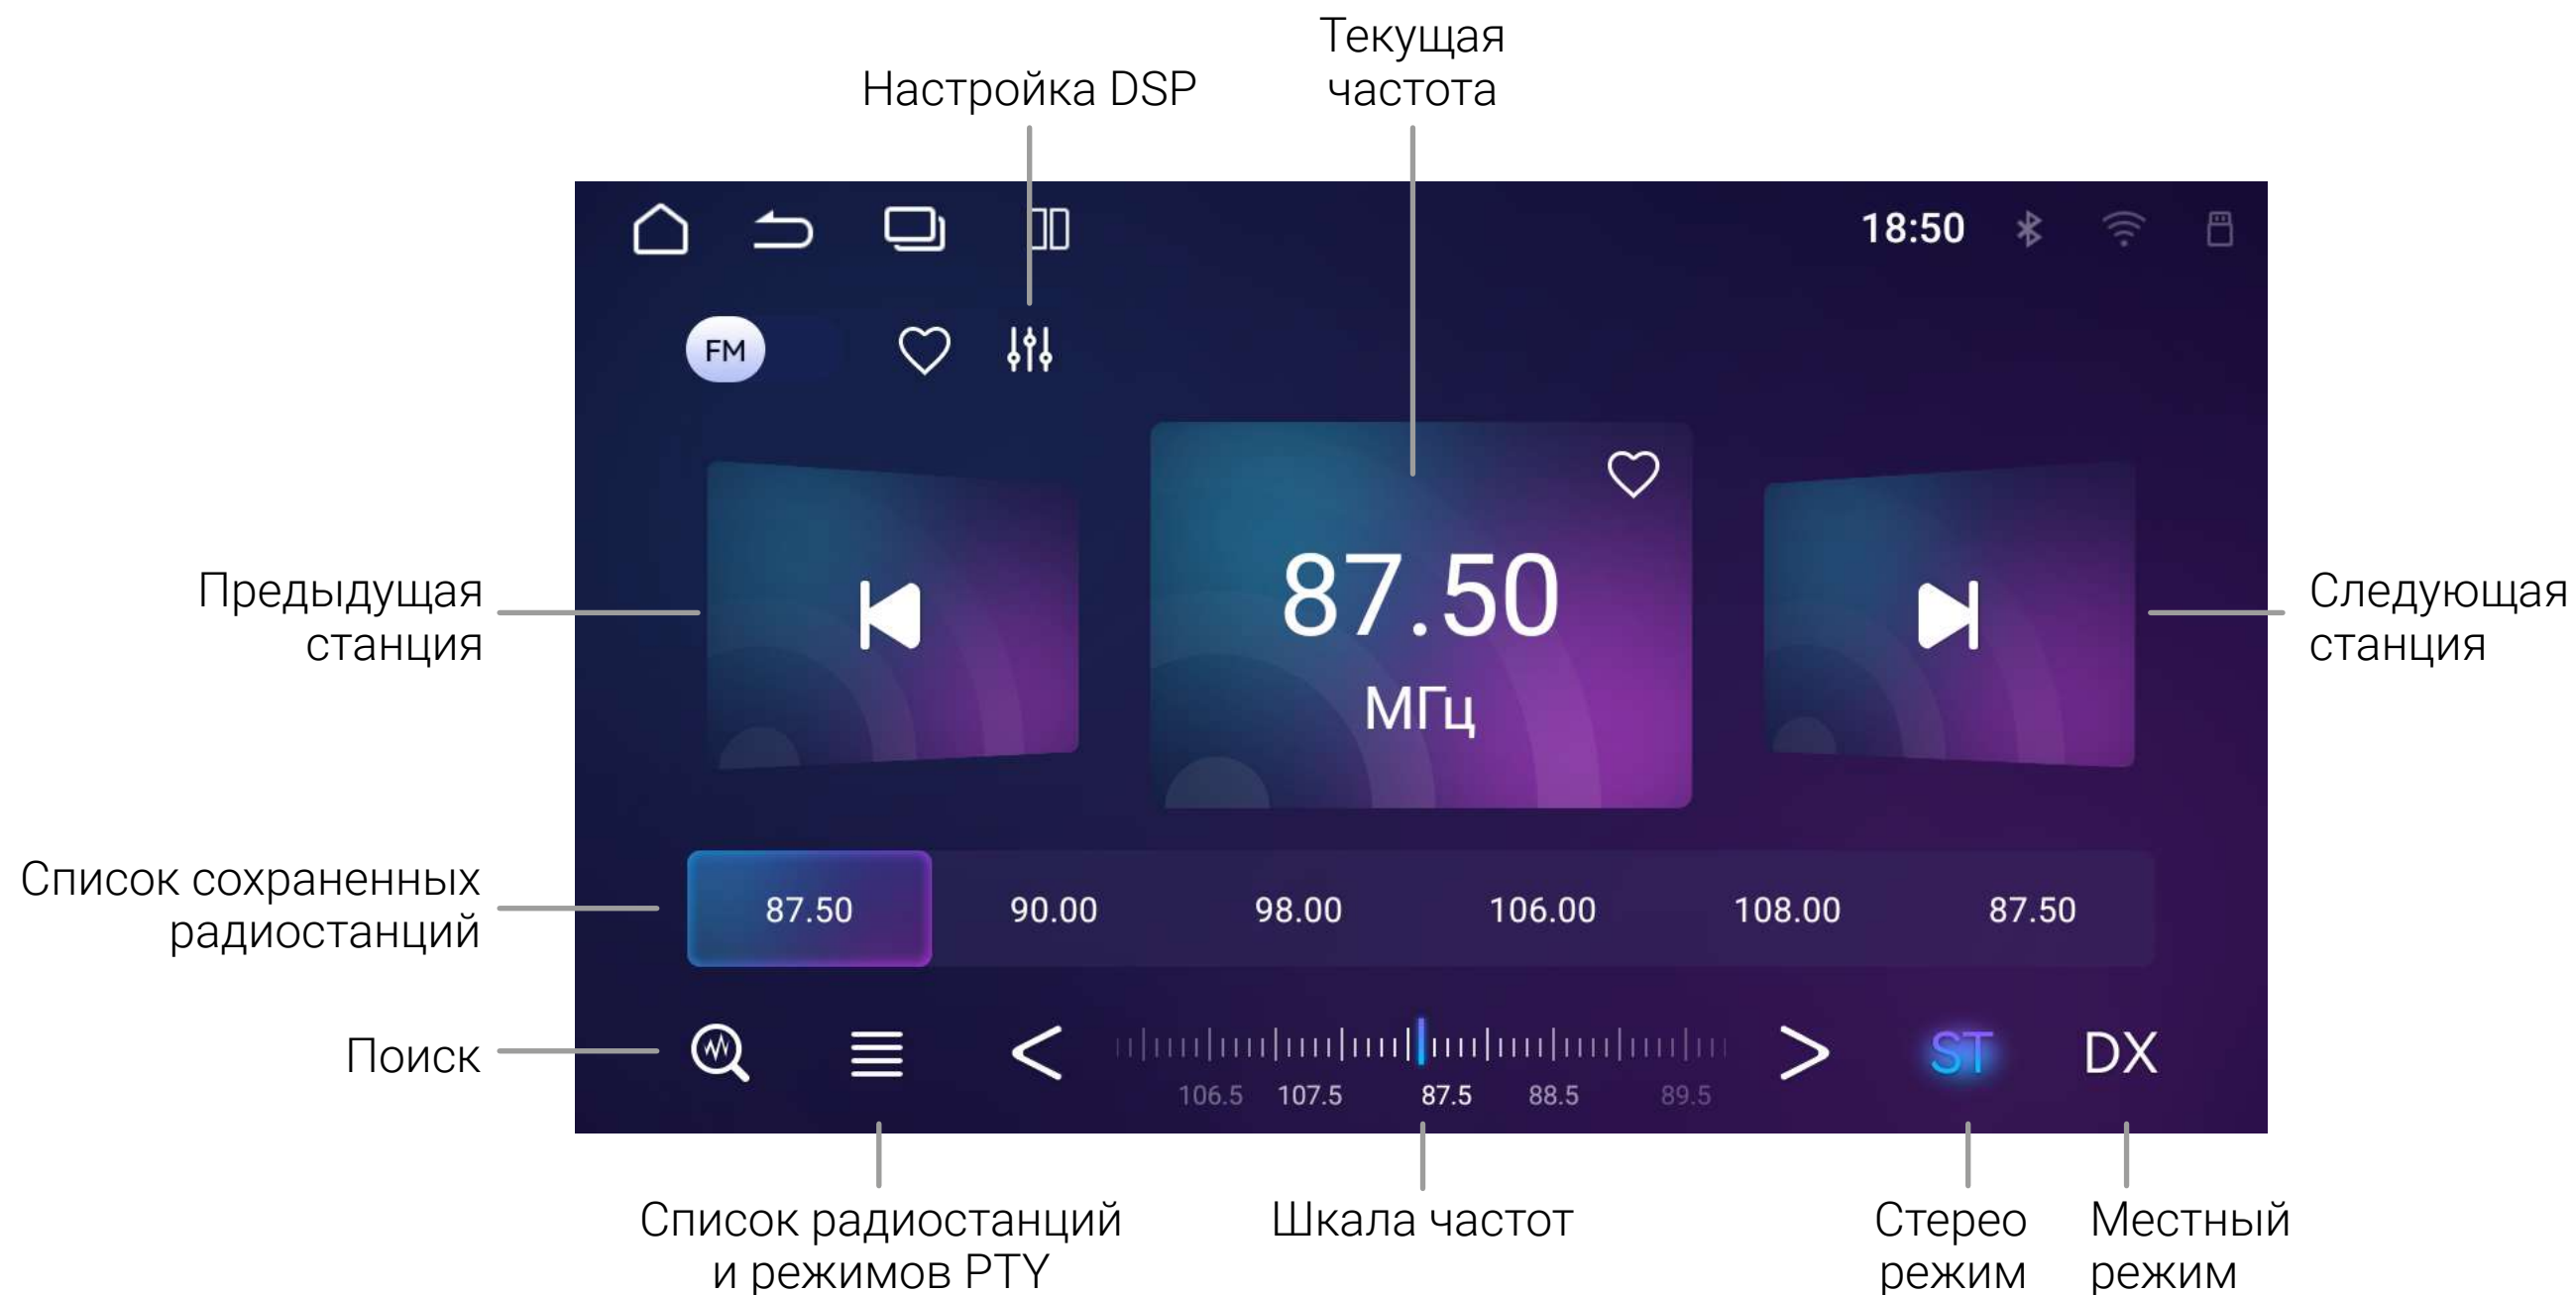 Текущая
частота
Настройка DSP
18:50
FM
87.50
МГц
Предыдущая
станция
Следующая
станция
Список сохраненных
радиостанций
87.50 90.00 98.00 106.00 108.00 87.50
Поиск
< > ST DX
106.5 107.5 87.5 88.5 89.5
Список радиостанций
и режимов PTY
Шкала частот
Стерео
режим
Местный
режим